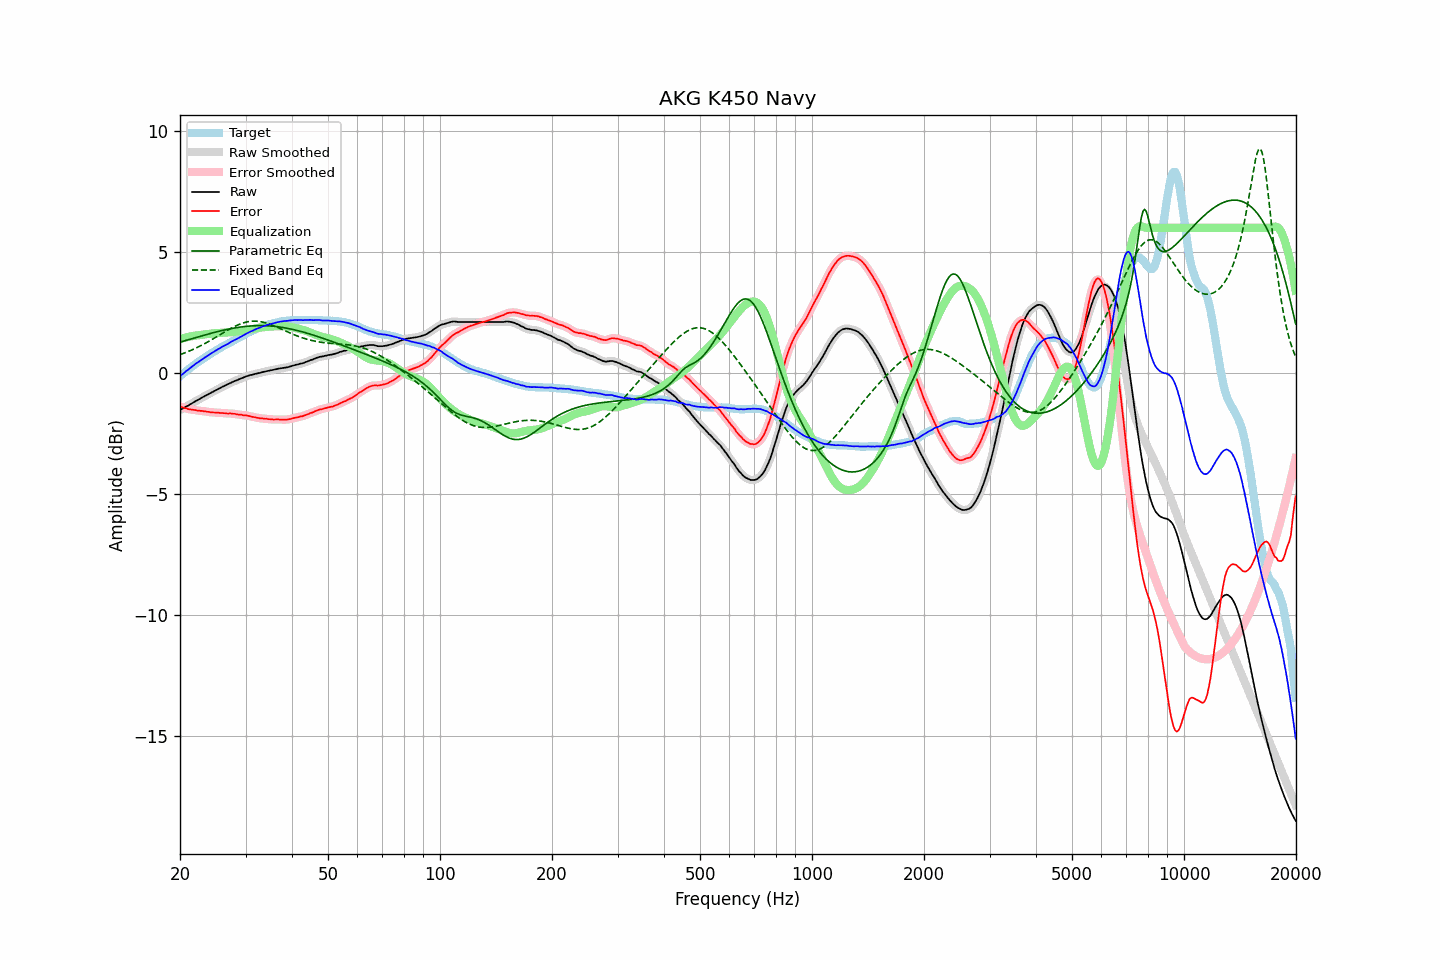 AKG K450 Navy
10
5
0
−5
−10
−15
Amplitude (dBr)
Target
Raw Smoothed
Error Smoothed
Raw
Error
Equalization
Parametric Eq
Fixed Band Eq
Equalized
20 50 100 200 500 1000 2000 5000 10000 20000
Frequency (Hz)